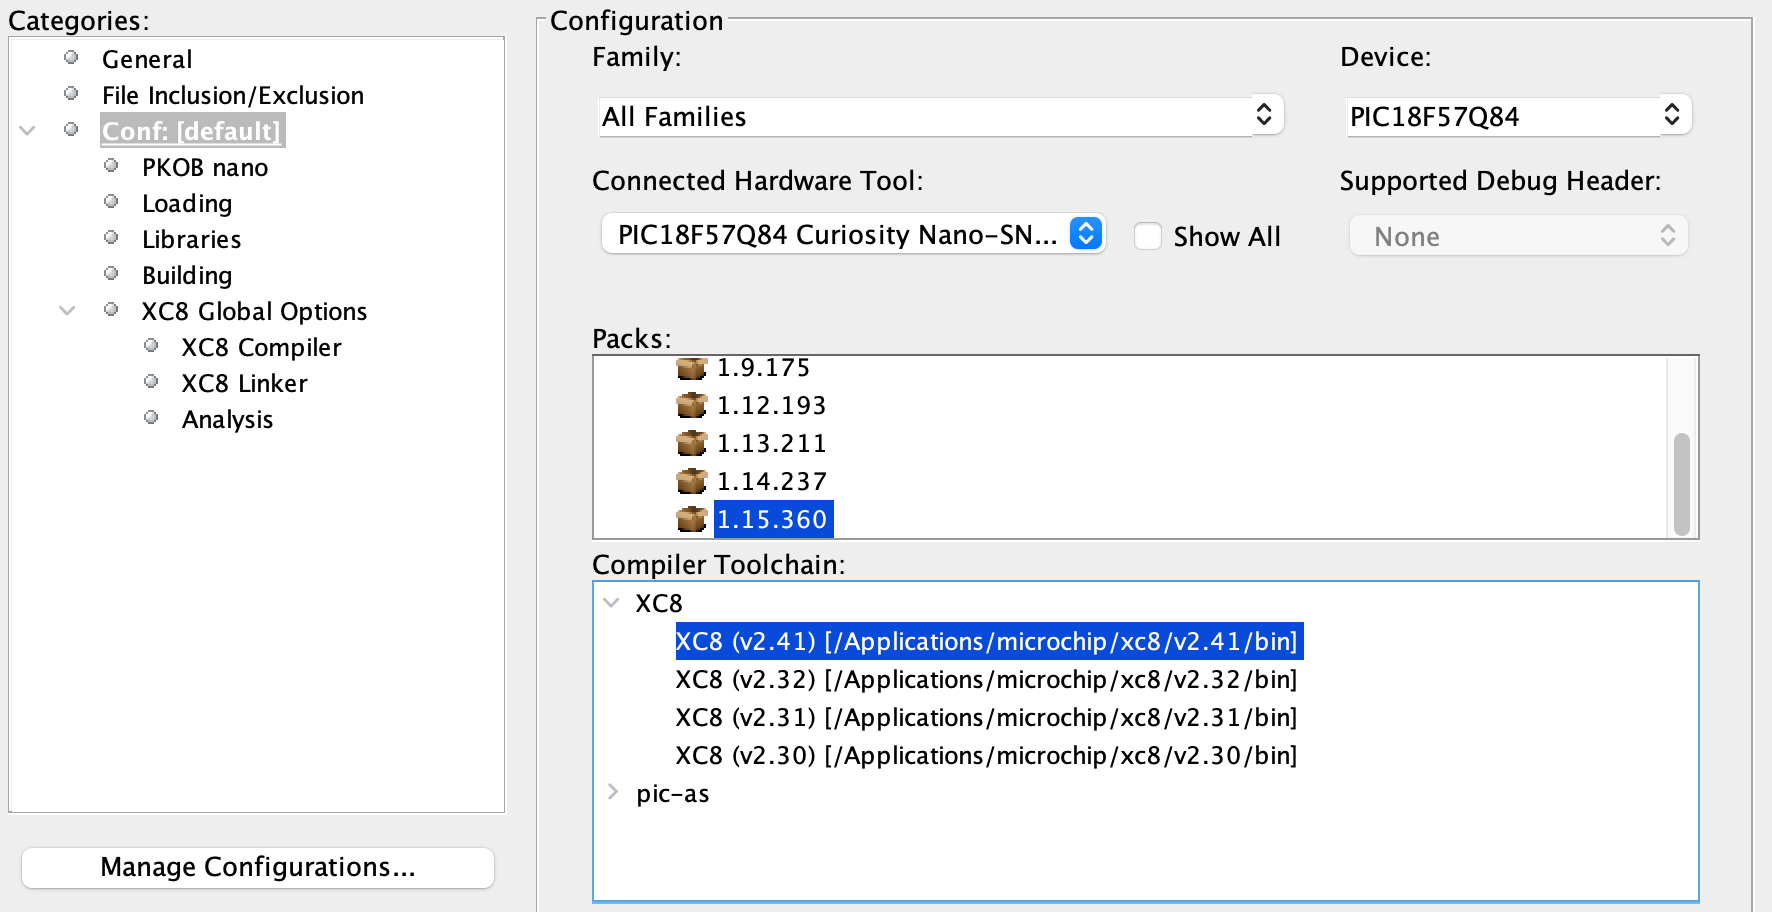 Categories:
General
File Inclusion/Exclusion
Conf: [default]
PKOB nano
Loading
Libraries
Building
XC8 Global Options
XC8 Compiler
XC8 Linker
Analysis
Manage Configurations...
Configuration
Family:
Device:
All Families
PIC18F57Q84
Connected Hardware Tool:
Supported Debug Header:
PIC18F57Q84 Curiosity Nano-SN...
Show All
None
Packs:
1.9.175
1.12.193
1.13.211
1.14.237
1.15.360
Compiler Toolchain:
XC8
XC8 (v2.41) [/Applications/microchip/xc8/v2.41/bin]
XC8 (v2.32) [/Applications/microchip/xc8/v2.32/bin]
XC8 (v2.31) [/Applications/microchip/xc8/v2.31/bin]
XC8 (v2.30) [/Applications/microchip/xc8/v2.30/bin]
pic-as